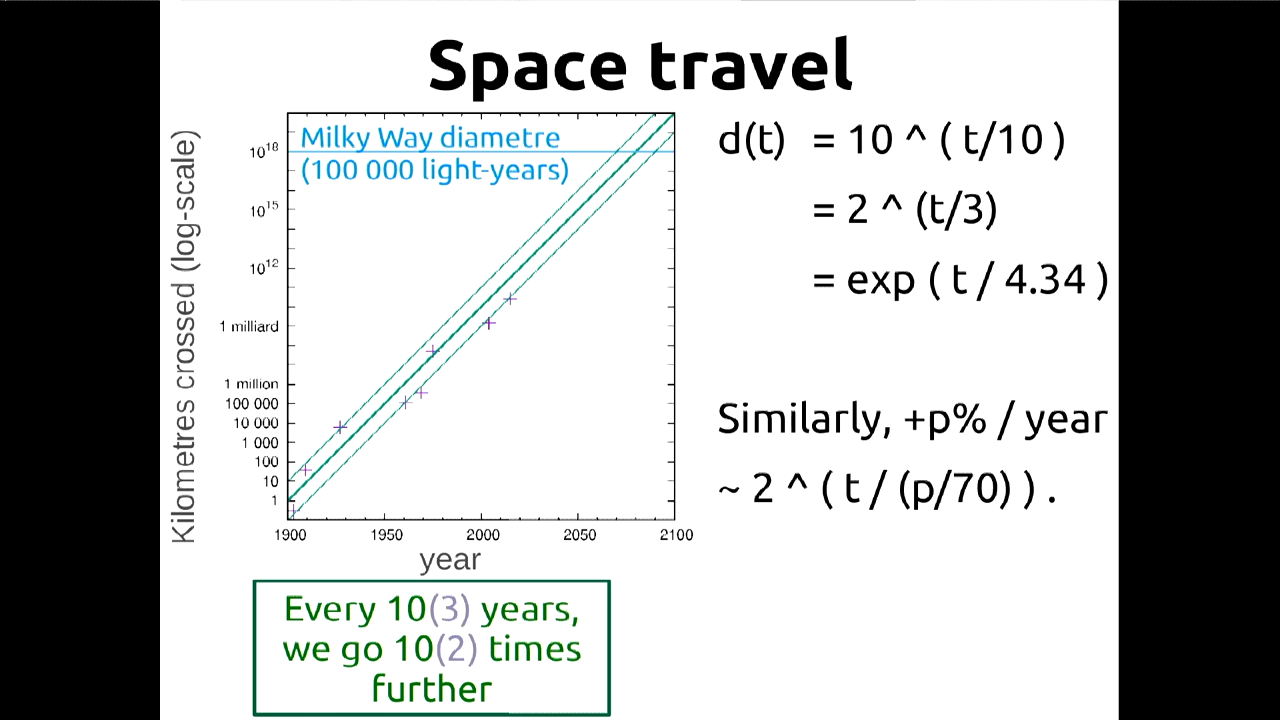 Space travel
Kilometres crossed (log-scale)
Milky Way diametre
(100 000 light-years)
10^18
10^15
10^12
1 milliard
1 million
100 000
10 000
1 000
100
10
1
1900 1950 2000 2050 2100
year
Every 10(3) years,
we go 10(2) times
further
d(t) = 10 ^ ( t/10 )
= 2 ^ (t/3)
= exp ( t / 4.34 )
Similarly, +p% / year
~ 2 ^ ( t / (p/70) ) .